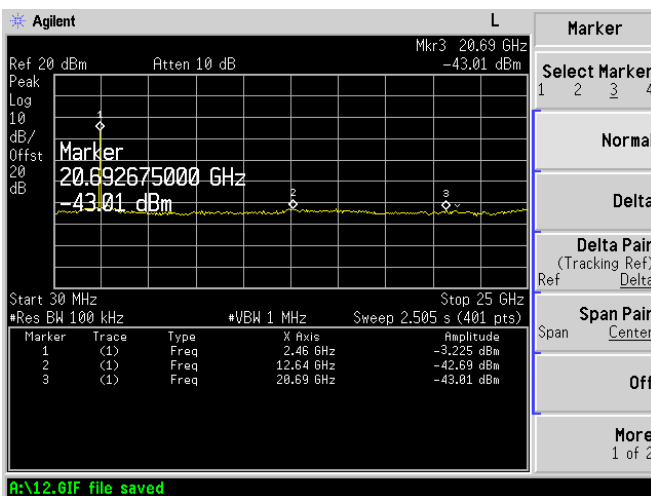 Agilent L
Mkr3 20.69 GHz
Ref 20 dBm Atten 10 dB -43.01 dBm
Peak
Log
10
dB/
Offst
20
dB
1
Marker
20.692675000 GHz
-43.01 dBm
2
3
Start 30 MHz Stop 25 GHz
#Res BW 100 kHz #VBW 1 MHz Sweep 2.505 s (401 pts)
Marker Trace Type X Axis Amplitude
1 (1) Freq 2.46 GHz -3.225 dBm
2 (1) Freq 12.64 GHz -42.69 dBm
3 (1) Freq 20.69 GHz -43.01 dBm
A:\12.GIF file saved
Marker
Select Marker
1 2 3 4
Normal
Delta
Delta Pair
(Tracking Ref)
Ref Delta
Span Pair
Span Center
Off
More
1 of 2